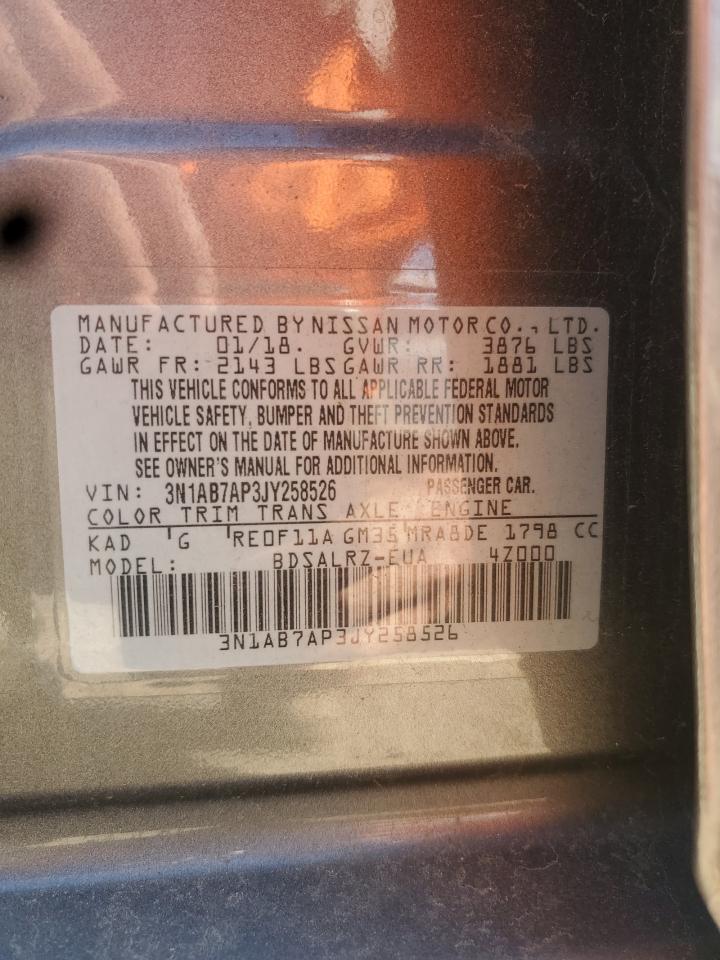 MANUFACTURED BY NISSAN MOTOR CO., LTD.
DATE: 01/18. GVWR: 3876 LBS
GAWR FR: 2143 LBS GAWR RR: 1881 LBS
THIS VEHICLE CONFORMS TO ALL APPLICABLE FEDERAL MOTOR
VEHICLE SAFETY, BUMPER AND THEFT PREVENTION STANDARDS
IN EFFECT ON THE DATE OF MANUFACTURE SHOWN ABOVE.
SEE OWNER'S MANUAL FOR ADDITIONAL INFORMATION.
VIN: 3N1AB7AP3JY258526 PASSENGER CAR.
COLOR TRIM TRANS AXLE ENGINE
KAD G RE0F11A GM35 MRA8DE 1798 CC
MODEL: BDSALRZ-EUA 4Z000
3N1AB7AP3JY258526